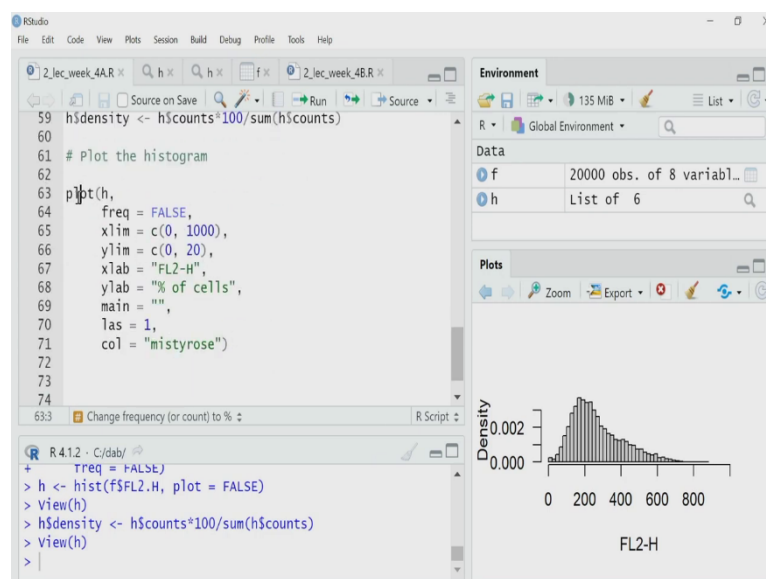 RStudio
File Edit Code View Plots Session Build Debug Profile Tools Help
2_lec_week_4A.R × h × h × f × 2_lec_week_4B.R ×
Source on Save Run Source
59 h$density <- h$counts*100/sum(h$counts)
60
61 # Plot the histogram
62
63 plot(h,
64 freq = FALSE,
65 xlim = c(0, 1000),
66 ylim = c(0, 20),
67 xlab = "FL2-H",
68 ylab = "% of cells",
69 main = "",
70 las = 1,
71 col = "mistyrose")
72
73
74
63:3 Change frequency (or count) to % R Script
R 4.1.2 · C:/dab/
+ freq = FALSE)
> h <- hist(f$FL2.H, plot = FALSE)
> View(h)
> h$density <- h$counts*100/sum(h$counts)
> View(h)
>
Environment
135 MiB List
R Global Environment
Data
f 20000 obs. of 8 variabl…
h List of 6
Plots
Zoom Export
Density
0.002
0.000
0 200 400 600 800
FL2-H